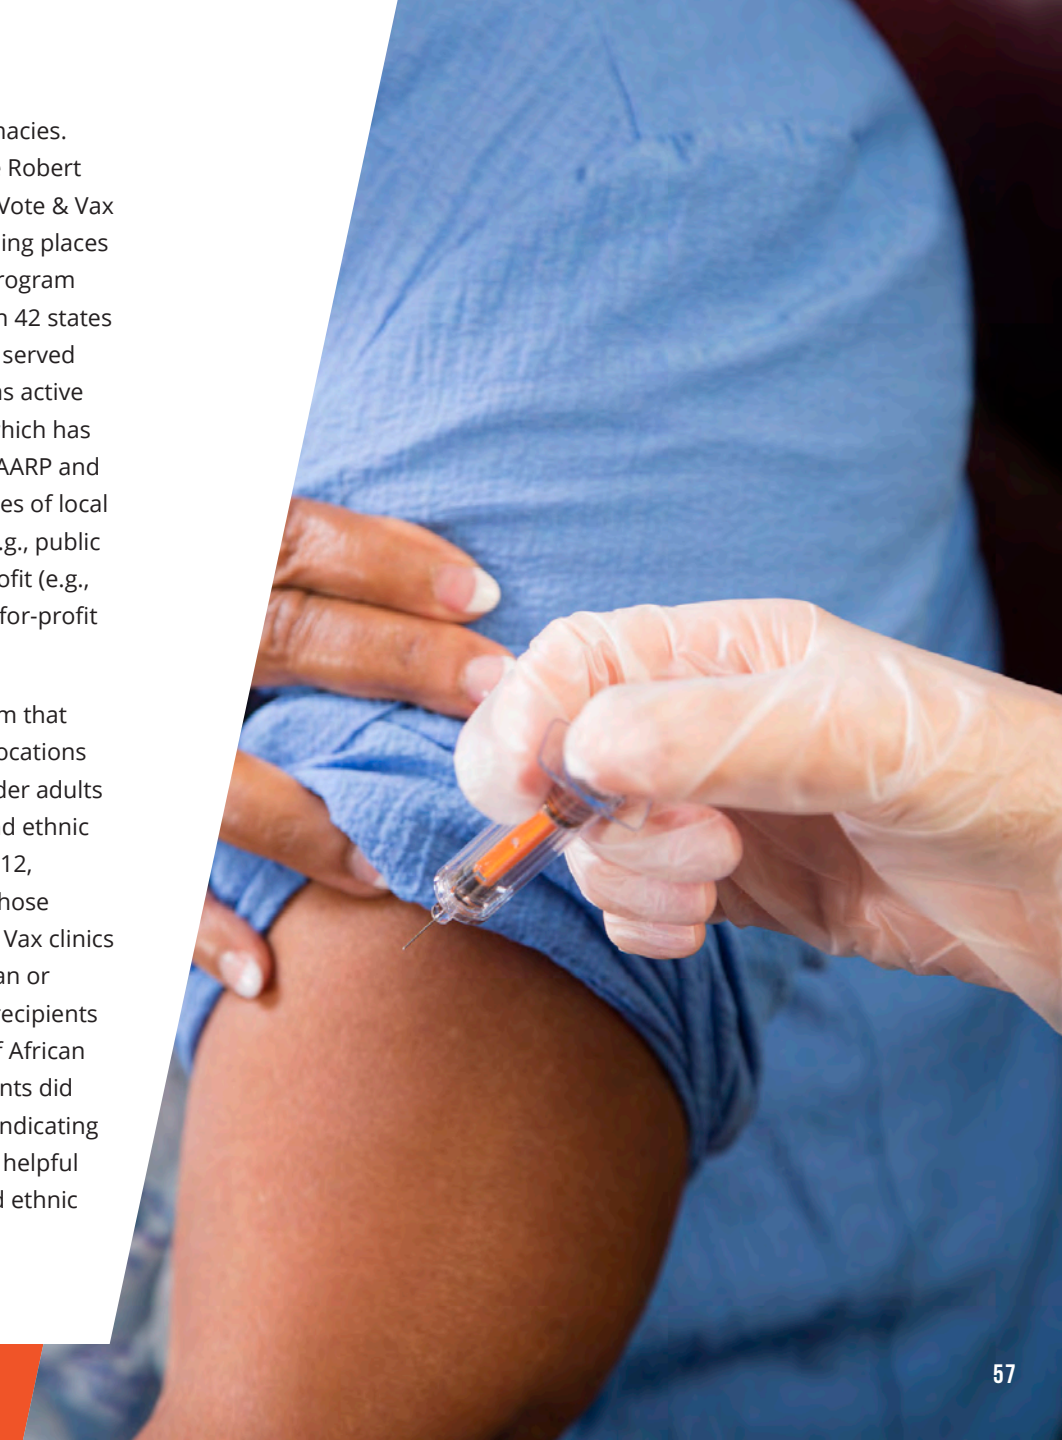 nacies.
Robert
Vote & Vax
ing places
rogram
n 42 states
served
s active
hich has
AARP and
es of local
.g., public
ofit (e.g.,
for-profit
m that
ocations
der adults
d ethnic
12,
hose
Vax clinics
an or
recipients
f African
nts did
ndicating
helpful
d ethnic
57